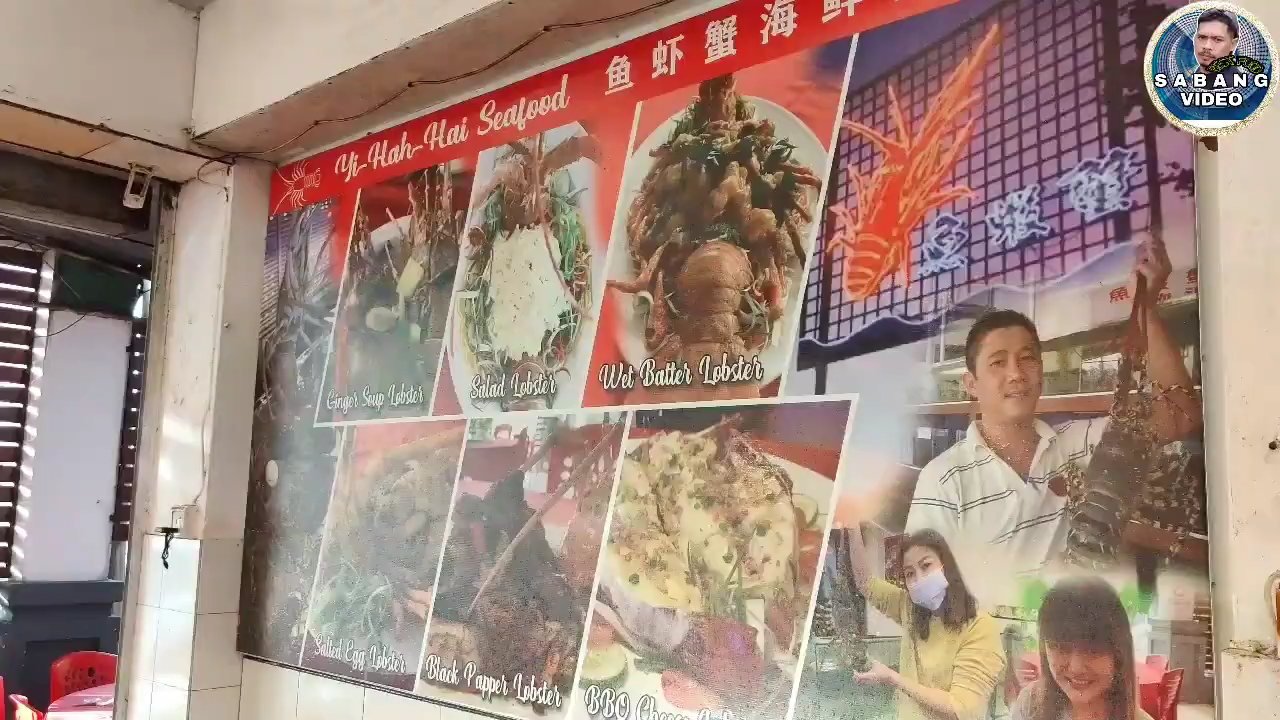 Yi-Hah-Hai Seafood 鱼虾蟹海鲜
SABANG
VIDEO
Ginger Soup Lobster
Salad Lobster
Wet Batter Lobster
Salted Egg Lobster
Black Papper Lobster
BBQ Cheese